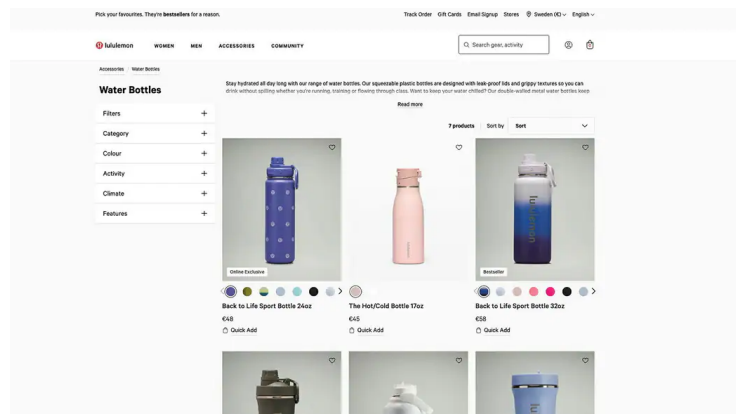 Pick your favourites. They're bestsellers for a reason.
Track Order Gift Cards Email Signup Stores Sweden (€) English
lululemon WOMEN MEN ACCESSORIES COMMUNITY Search gear, activity 0
Accessories / Water Bottles
Water Bottles
Stay hydrated all day long with our range of water bottles. Our squeezable plastic bottles are designed with leak-proof lids and grippy textures so you can
drink without spilling whether you're running, training or flowing through class. Want to keep your water chilled? Our double-walled metal water bottles keep
Read more
Filters +
Category +
Colour +
Activity +
Climate +
Features +
7 products Sort by Sort
lululemon
Online Exclusive
Bestseller
Back to Life Sport Bottle 24oz
€48
Quick Add
The Hot/Cold Bottle 17oz
€45
Quick Add
Back to Life Sport Bottle 32oz
€58
Quick Add